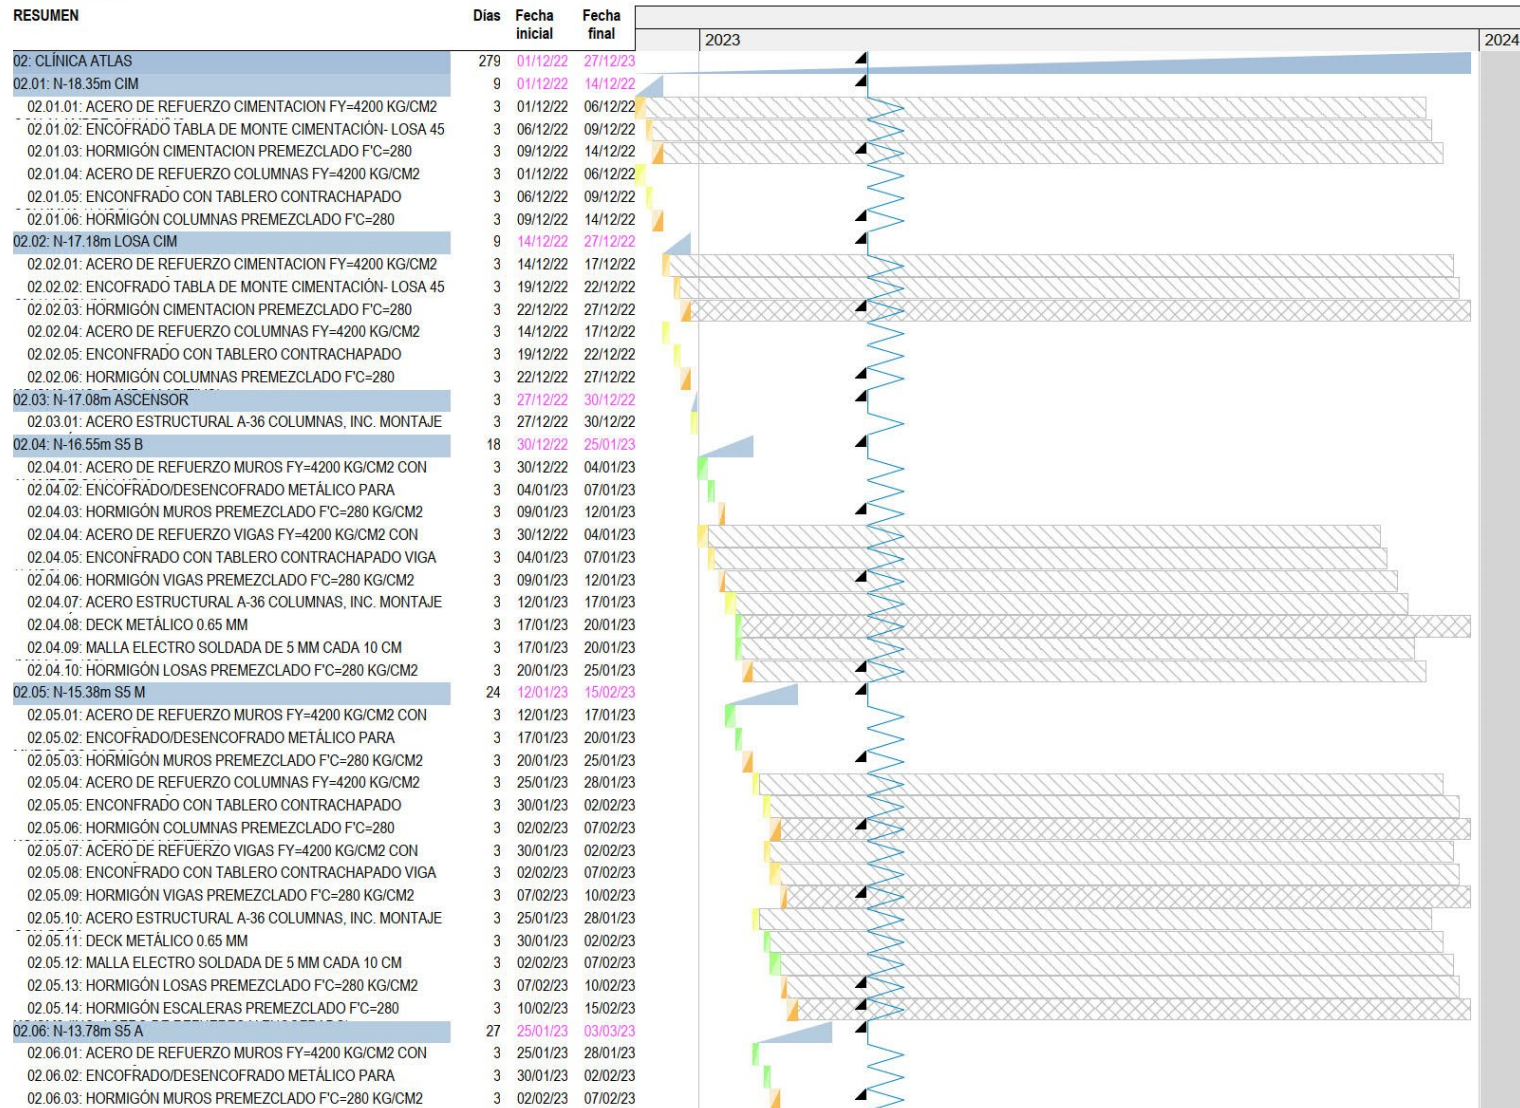 RESUMEN Días Fecha inicial Fecha final
2023 2024
02: CLÍNICA ATLAS 279 01/12/22 27/12/23
02.01: N-18.35m CIM 9 01/12/22 14/12/22
02.01.01: ACERO DE REFUERZO CIMENTACION FY=4200 KG/CM2 3 01/12/22 06/12/22
02.01.02: ENCOFRADO TABLA DE MONTE CIMENTACIÓN- LOSA 45 3 06/12/22 09/12/22
02.01.03: HORMIGÓN CIMENTACION PREMEZCLADO F'C=280 3 09/12/22 14/12/22
02.01.04: ACERO DE REFUERZO COLUMNAS FY=4200 KG/CM2 3 01/12/22 06/12/22
02.01.05: ENCONFRADO CON TABLERO CONTRACHAPADO 3 06/12/22 09/12/22
02.01.06: HORMIGÓN COLUMNAS PREMEZCLADO F'C=280 3 09/12/22 14/12/22
02.02: N-17.18m LOSA CIM 9 14/12/22 27/12/22
02.02.01: ACERO DE REFUERZO CIMENTACION FY=4200 KG/CM2 3 14/12/22 17/12/22
02.02.02: ENCOFRADO TABLA DE MONTE CIMENTACIÓN- LOSA 45 3 19/12/22 22/12/22
02.02.03: HORMIGÓN CIMENTACION PREMEZCLADO F'C=280 3 22/12/22 27/12/22
02.02.04: ACERO DE REFUERZO COLUMNAS FY=4200 KG/CM2 3 14/12/22 17/12/22
02.02.05: ENCONFRADO CON TABLERO CONTRACHAPADO 3 19/12/22 22/12/22
02.02.06: HORMIGÓN COLUMNAS PREMEZCLADO F'C=280 3 22/12/22 27/12/22
02.03: N-17.08m ASCENSOR 3 27/12/22 30/12/22
02.03.01: ACERO ESTRUCTURAL A-36 COLUMNAS, INC. MONTAJE 3 27/12/22 30/12/22
02.04: N-16.55m S5 B 18 30/12/22 25/01/23
02.04.01: ACERO DE REFUERZO MUROS FY=4200 KG/CM2 CON 3 30/12/22 04/01/23
02.04.02: ENCOFRADO/DESENCOFRADO METÁLICO PARA 3 04/01/23 07/01/23
02.04.03: HORMIGÓN MUROS PREMEZCLADO F'C=280 KG/CM2 3 09/01/23 12/01/23
02.04.04: ACERO DE REFUERZO VIGAS FY=4200 KG/CM2 CON 3 30/12/22 04/01/23
02.04.05: ENCONFRADO CON TABLERO CONTRACHAPADO VIGA 3 04/01/23 07/01/23
02.04.06: HORMIGÓN VIGAS PREMEZCLADO F'C=280 KG/CM2 3 09/01/23 12/01/23
02.04.07: ACERO ESTRUCTURAL A-36 COLUMNAS, INC. MONTAJE 3 12/01/23 17/01/23
02.04.08: DECK METÁLICO 0.65 MM 3 17/01/23 20/01/23
02.04.09: MALLA ELECTRO SOLDADA DE 5 MM CADA 10 CM 3 17/01/23 20/01/23
02.04.10: HORMIGÓN LOSAS PREMEZCLADO F'C=280 KG/CM2 3 20/01/23 25/01/23
02.05: N-15.38m S5 M 24 12/01/23 15/02/23
02.05.01: ACERO DE REFUERZO MUROS FY=4200 KG/CM2 CON 3 12/01/23 17/01/23
02.05.02: ENCOFRADO/DESENCOFRADO METÁLICO PARA 3 17/01/23 20/01/23
02.05.03: HORMIGÓN MUROS PREMEZCLADO F'C=280 KG/CM2 3 20/01/23 25/01/23
02.05.04: ACERO DE REFUERZO COLUMNAS FY=4200 KG/CM2 3 25/01/23 28/01/23
02.05.05: ENCONFRADO CON TABLERO CONTRACHAPADO 3 30/01/23 02/02/23
02.05.06: HORMIGÓN COLUMNAS PREMEZCLADO F'C=280 3 02/02/23 07/02/23
02.05.07: ACERO DE REFUERZO VIGAS FY=4200 KG/CM2 CON 3 30/01/23 02/02/23
02.05.08: ENCONFRADO CON TABLERO CONTRACHAPADO VIGA 3 02/02/23 07/02/23
02.05.09: HORMIGÓN VIGAS PREMEZCLADO F'C=280 KG/CM2 3 07/02/23 10/02/23
02.05.10: ACERO ESTRUCTURAL A-36 COLUMNAS, INC. MONTAJE 3 25/01/23 28/01/23
02.05.11: DECK METÁLICO 0.65 MM 3 30/01/23 02/02/23
02.05.12: MALLA ELECTRO SOLDADA DE 5 MM CADA 10 CM 3 02/02/23 07/02/23
02.05.13: HORMIGÓN LOSAS PREMEZCLADO F'C=280 KG/CM2 3 07/02/23 10/02/23
02.05.14: HORMIGÓN ESCALERAS PREMEZCLADO F'C=280 3 10/02/23 15/02/23
02.06: N-13.78m S5 A 27 25/01/23 03/03/23
02.06.01: ACERO DE REFUERZO MUROS FY=4200 KG/CM2 CON 3 25/01/23 28/01/23
02.06.02: ENCOFRADO/DESENCOFRADO METÁLICO PARA 3 30/01/23 02/02/23
02.06.03: HORMIGÓN MUROS PREMEZCLADO F'C=280 KG/CM2 3 02/02/23 07/02/23